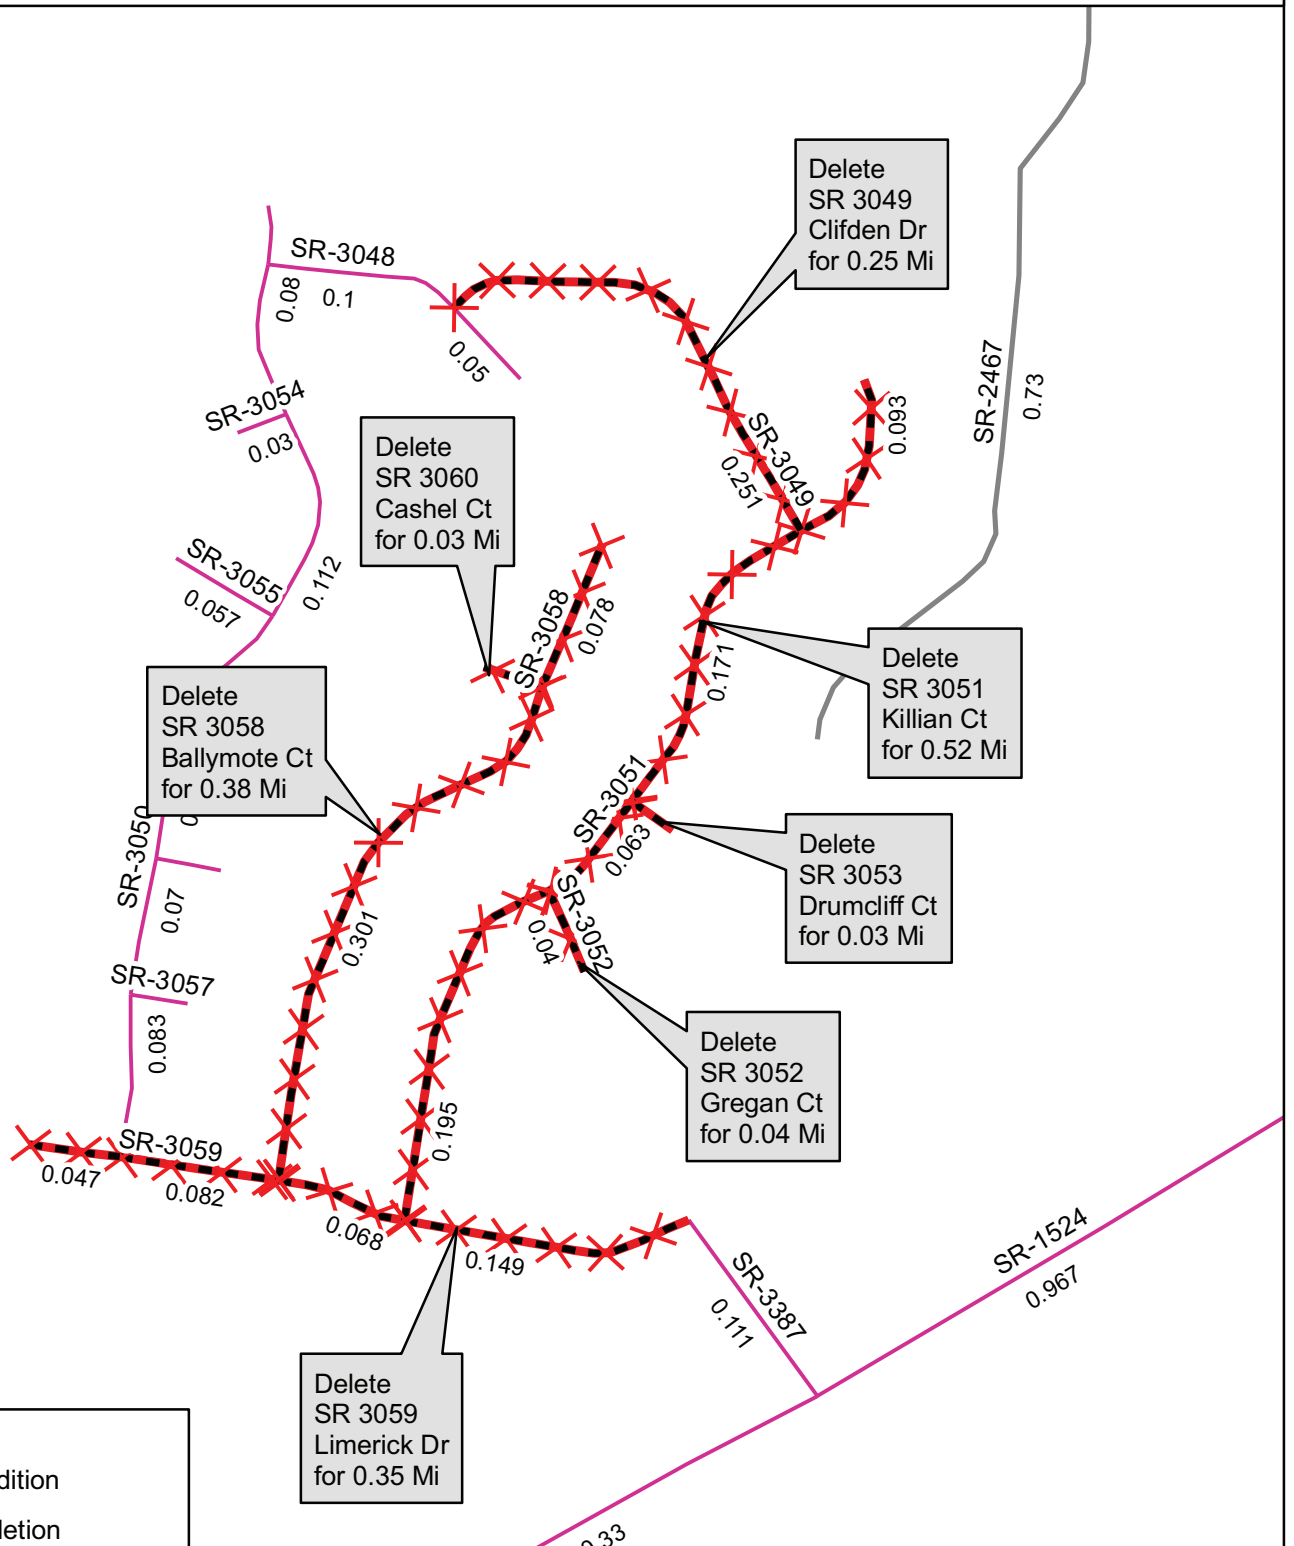 Delete
SR 3049
Clifden Dr
for 0.25 Mi
SR-3048
0.08
0.1
0.05
SR-2467
0.73
SR-3054
0.03
0.093
SR-3049
0.251
Delete
SR 3060
Cashel Ct
for 0.03 Mi
SR-3055
0.057
0.112
SR-3058
0.078
0.171
Delete
SR 3051
Killian Ct
for 0.52 Mi
Delete
SR 3058
Ballymote Ct
for 0.38 Mi
SR-3051
0.063
Delete
SR 3053
Drumcliff Ct
for 0.03 Mi
SR-3050
0.07
0.301
SR-3052
0.04
SR-3057
0.083
Delete
SR 3052
Gregan Ct
for 0.04 Mi
0.195
SR-3059
0.047
0.082
0.068
0.149
SR-3387
0.111
SR-1524
0.967
Delete
SR 3059
Limerick Dr
for 0.35 Mi
dition
letion
0.33